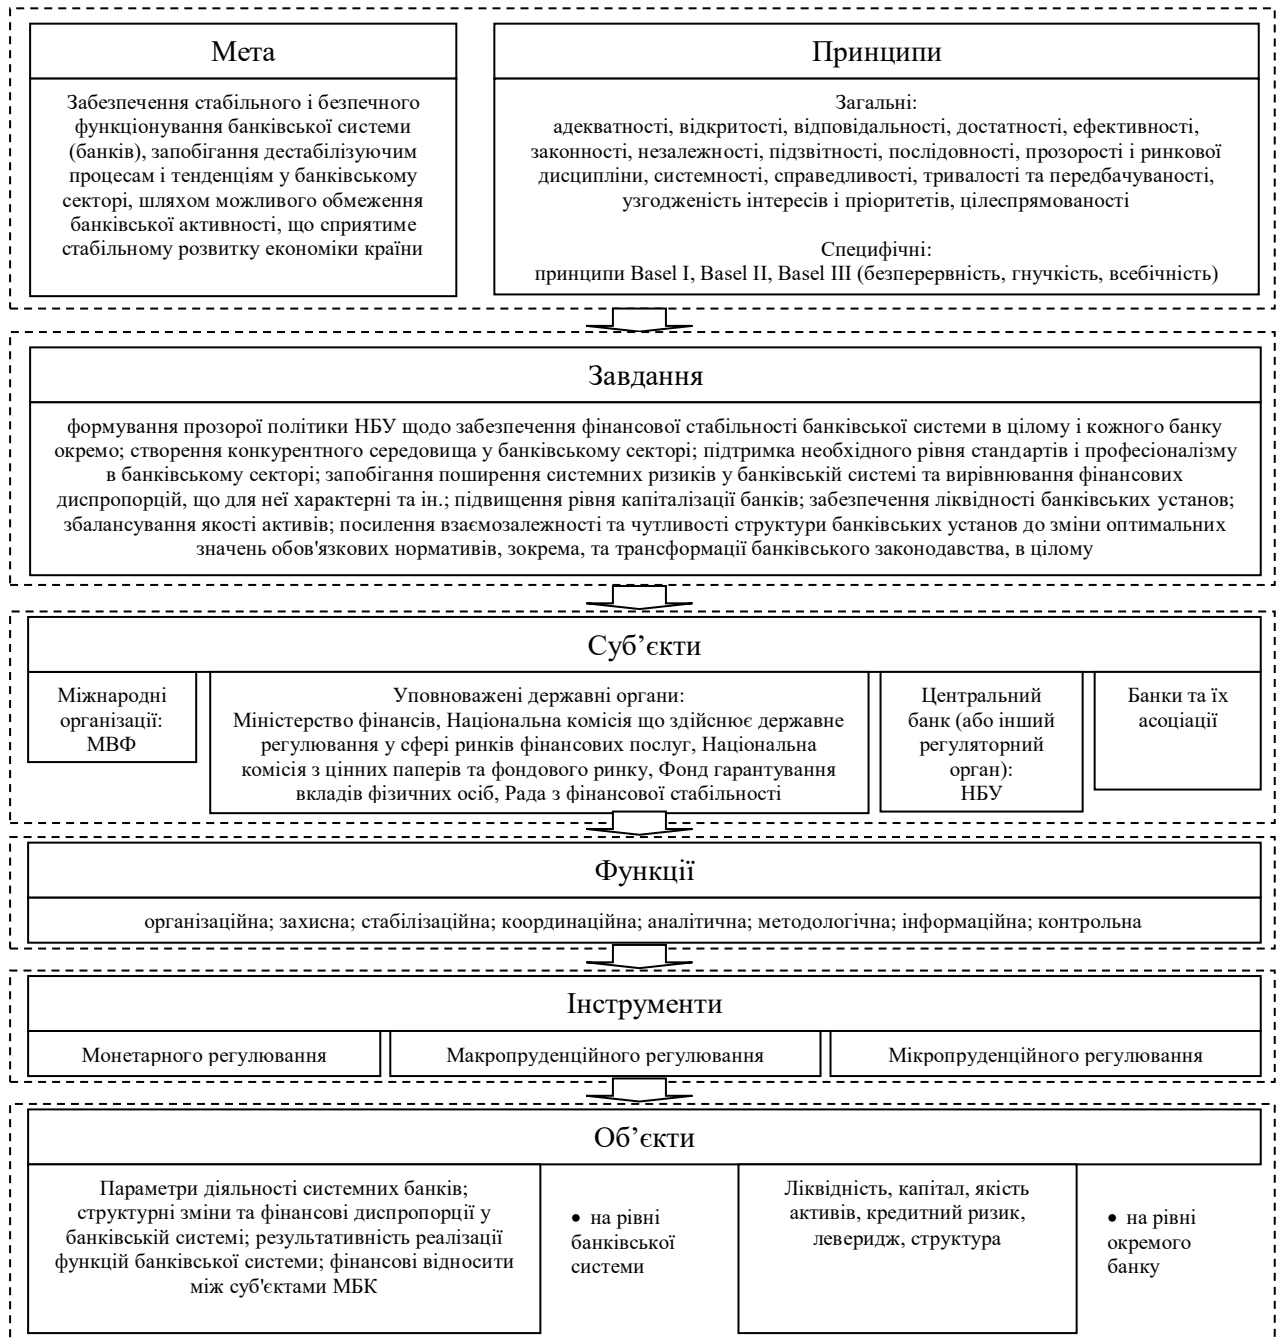 Мета
Забезпечення стабільного і безпечного
функціонування банківської системи
(банків), запобігання дестабілізуючим
процесам і тенденціям у банківському
секторі, шляхом можливого обмеження
банківської активності, що сприятиме
стабільному розвитку економіки країни
Принципи
Загальні:
адекватності, відкритості, відповідальності, достатності, ефективності,
законності, незалежності, підзвітності, послідовності, прозорості і ринкової
дисципліни, системності, справедливості, тривалості та передбачуваності,
узгодженість інтересів і пріоритетів, цілеспрямованості
Специфічні:
принципи Basel I, Basel II, Basel III (безперервність, гнучкість, всебічність)
Завдання
формування прозорої політики НБУ щодо забезпечення фінансової стабільності банківської системи в цілому і кожного банку
окремо; створення конкурентного середовища у банківському секторі; підтримка необхідного рівня стандартів і професіоналізму
в банківському секторі; запобігання поширення системних ризиків у банківській системі та вирівнювання фінансових
диспропорцій, що для неї характерні та ін.; підвищення рівня капіталізації банків; забезпечення ліквідності банківських установ;
збалансування якості активів; посилення взаємозалежності та чутливості структури банківських установ до зміни оптимальних
значень обов'язкових нормативів, зокрема, та трансформації банківського законодавства, в цілому
Суб’єкти
Міжнародні
організації:
МВФ
Уповноважені державні органи:
Міністерство фінансів, Національна комісія що здійснює державне
регулювання у сфері ринків фінансових послуг, Національна
комісія з цінних паперів та фондового ринку, Фонд гарантування
вкладів фізичних осіб, Рада з фінансової стабільності
Центральний
банк (або інший
регуляторний
орган):
НБУ
Банки та їх
асоціації
Функції
організаційна; захисна; стабілізаційна; координаційна; аналітична; методологічна; інформаційна; контрольна
Інструменти
Монетарного регулювання
Макропруденційного регулювання
Мікропруденційного регулювання
Об’єкти
Параметри діяльності системних банків;
структурні зміни та фінансові диспропорції у
банківській системі; результативність реалізації
функцій банківської системи; фінансові відносити
між суб'єктами МБК
• на рівні
банківської
системи
Ліквідність, капітал, якість
активів, кредитний ризик,
леверидж, структура
• на рівні
окремого
банку